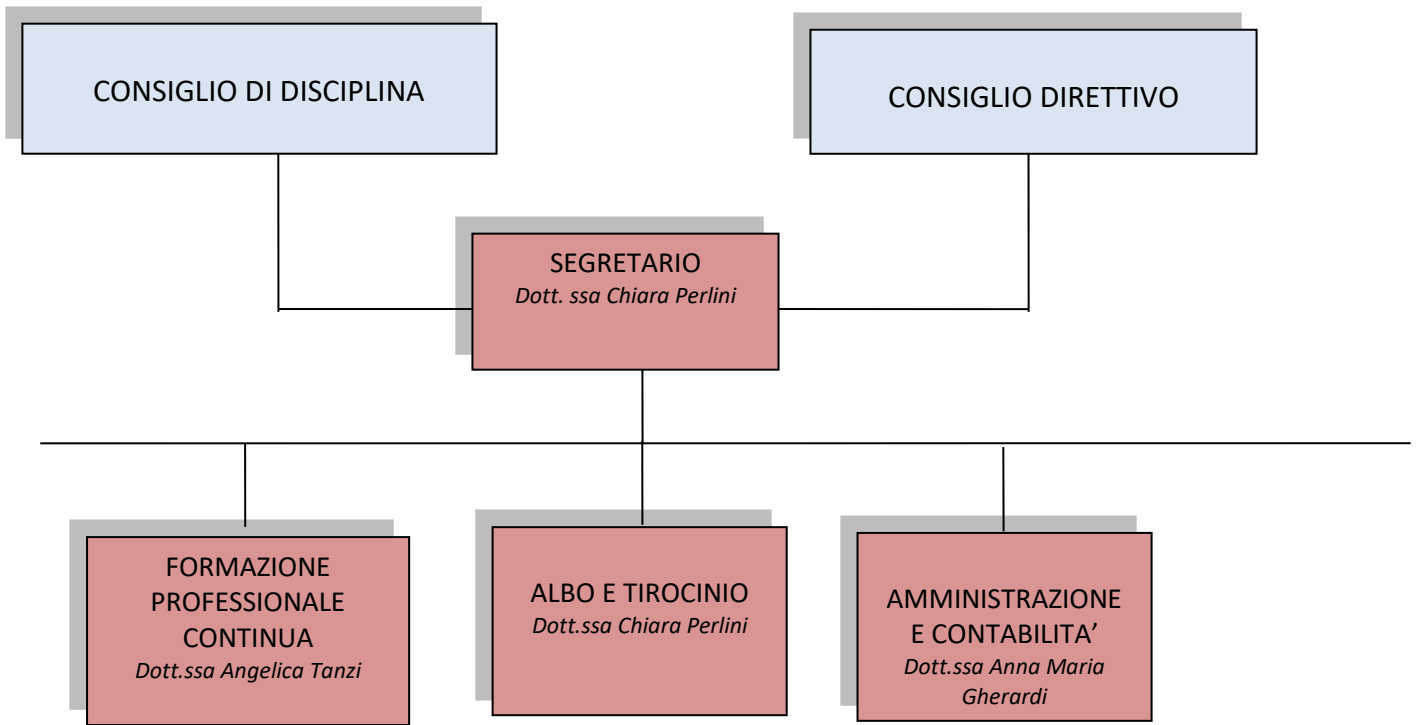 CONSIGLIO DI DISCIPLINA
CONSIGLIO DIRETTIVO
SEGRETARIO
Dott. ssa Chiara Perlini
FORMAZIONE
PROFESSIONALE
CONTINUA
Dott.ssa Angelica Tanzi
ALBO E TIROCINIO
Dott.ssa Chiara Perlini
AMMINISTRAZIONE
E CONTABILITA’
Dott.ssa Anna Maria
Gherardi